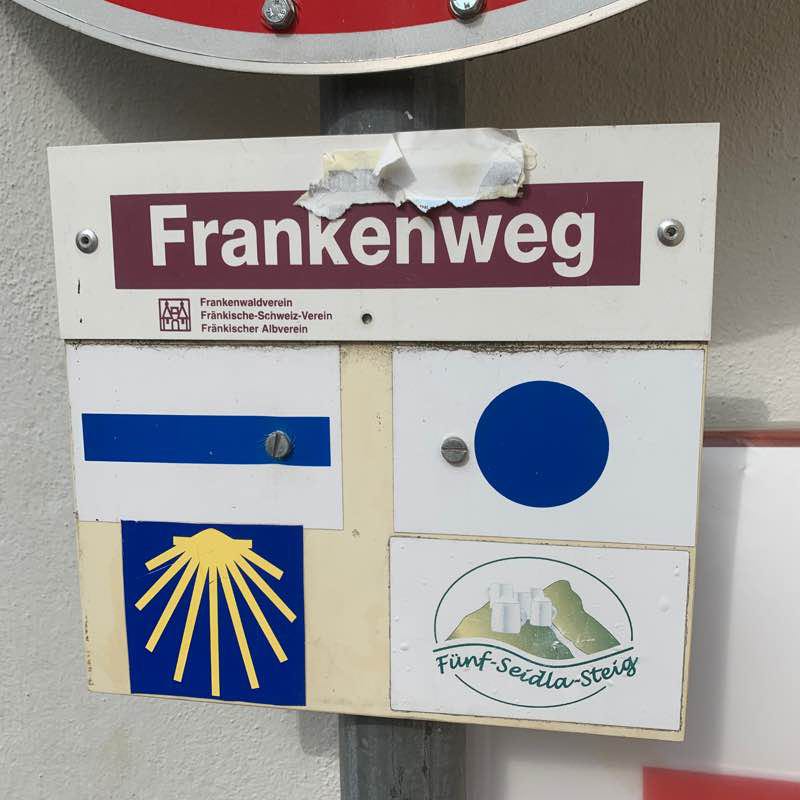 Frankenweg
Frankenwaldverein
Fränkische-Schweiz-Verein
Fränkischer Albverein
Fünf-Seidla-Steig